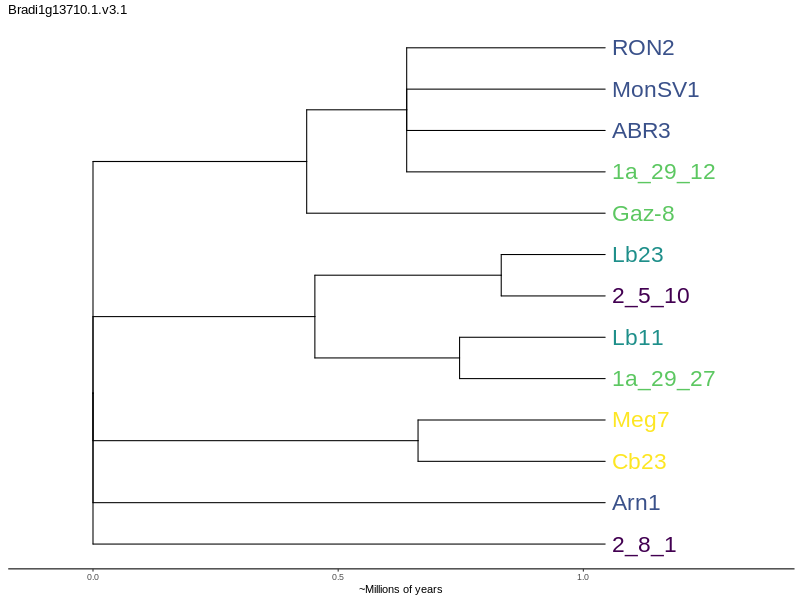 Bradi1g13710.1.v3.1
RON2
MonSV1
ABR3
1a_29_12
Gaz-8
Lb23
2_5_10
Lb11
1a_29_27
Meg7
Cb23
Arn1
2_8_1
0.0 0.5 1.0
~Millions of years